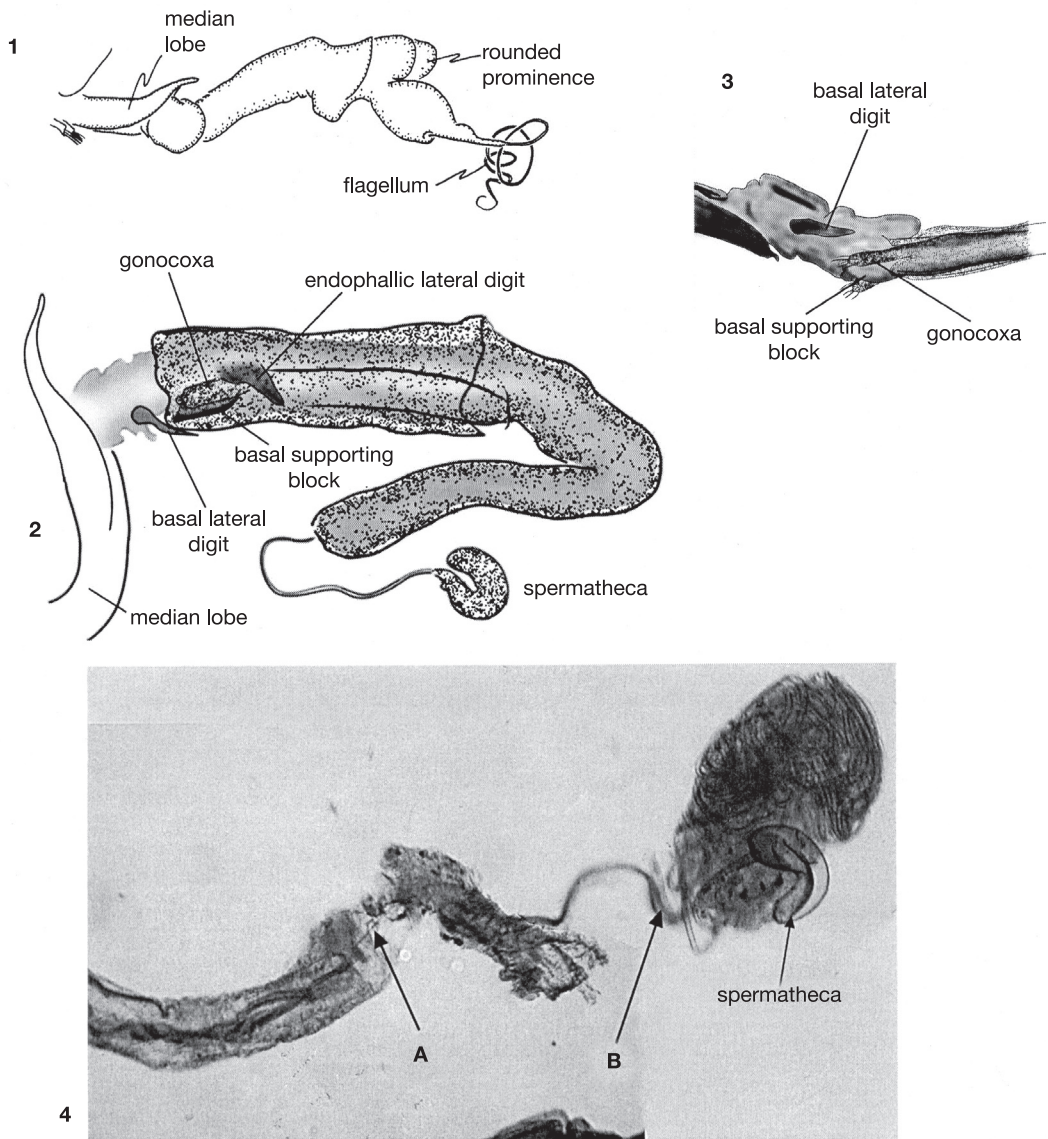 1
median
lobe
rounded
prominence
flagellum
3
basal lateral
digit
basal supporting
block
gonocoxa
gonocoxa
endophallic lateral digit
basal supporting
block
basal lateral
digit
2
median lobe
spermatheca
A
B
spermatheca
4